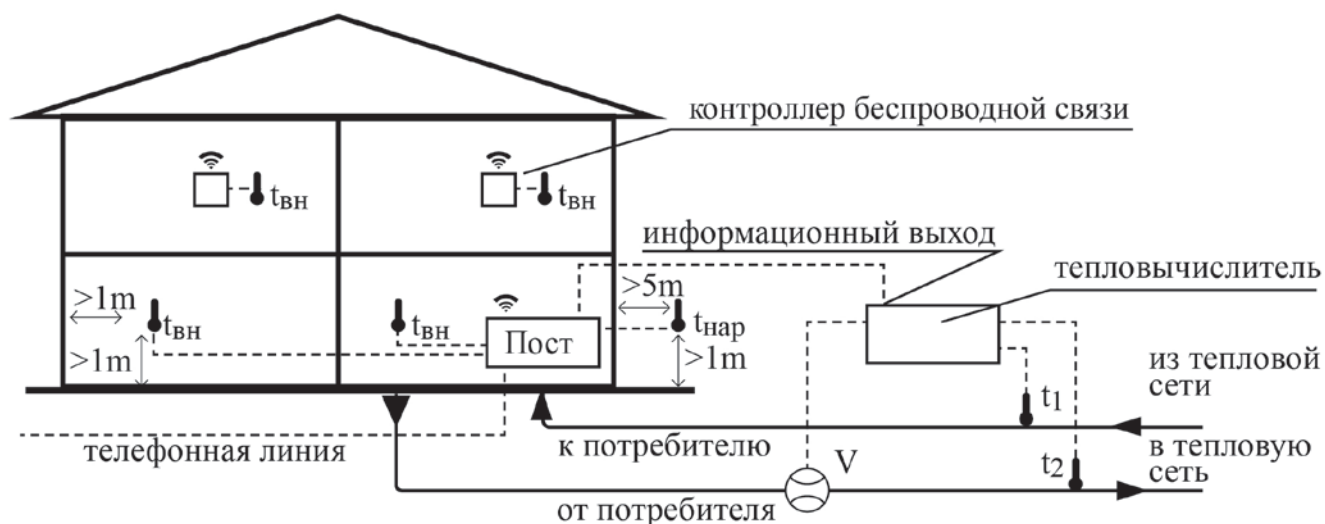 контроллер беспроводной связи
tвн
tвн
информационный выход
тепловычислитель
>1m
tвн
tвн
>5m
tнар
Пост
>1m
>1m
из тепловой
сети
t1
телефонная линия
к потребителю
в тепловую
сеть
V
t2
от потребителя